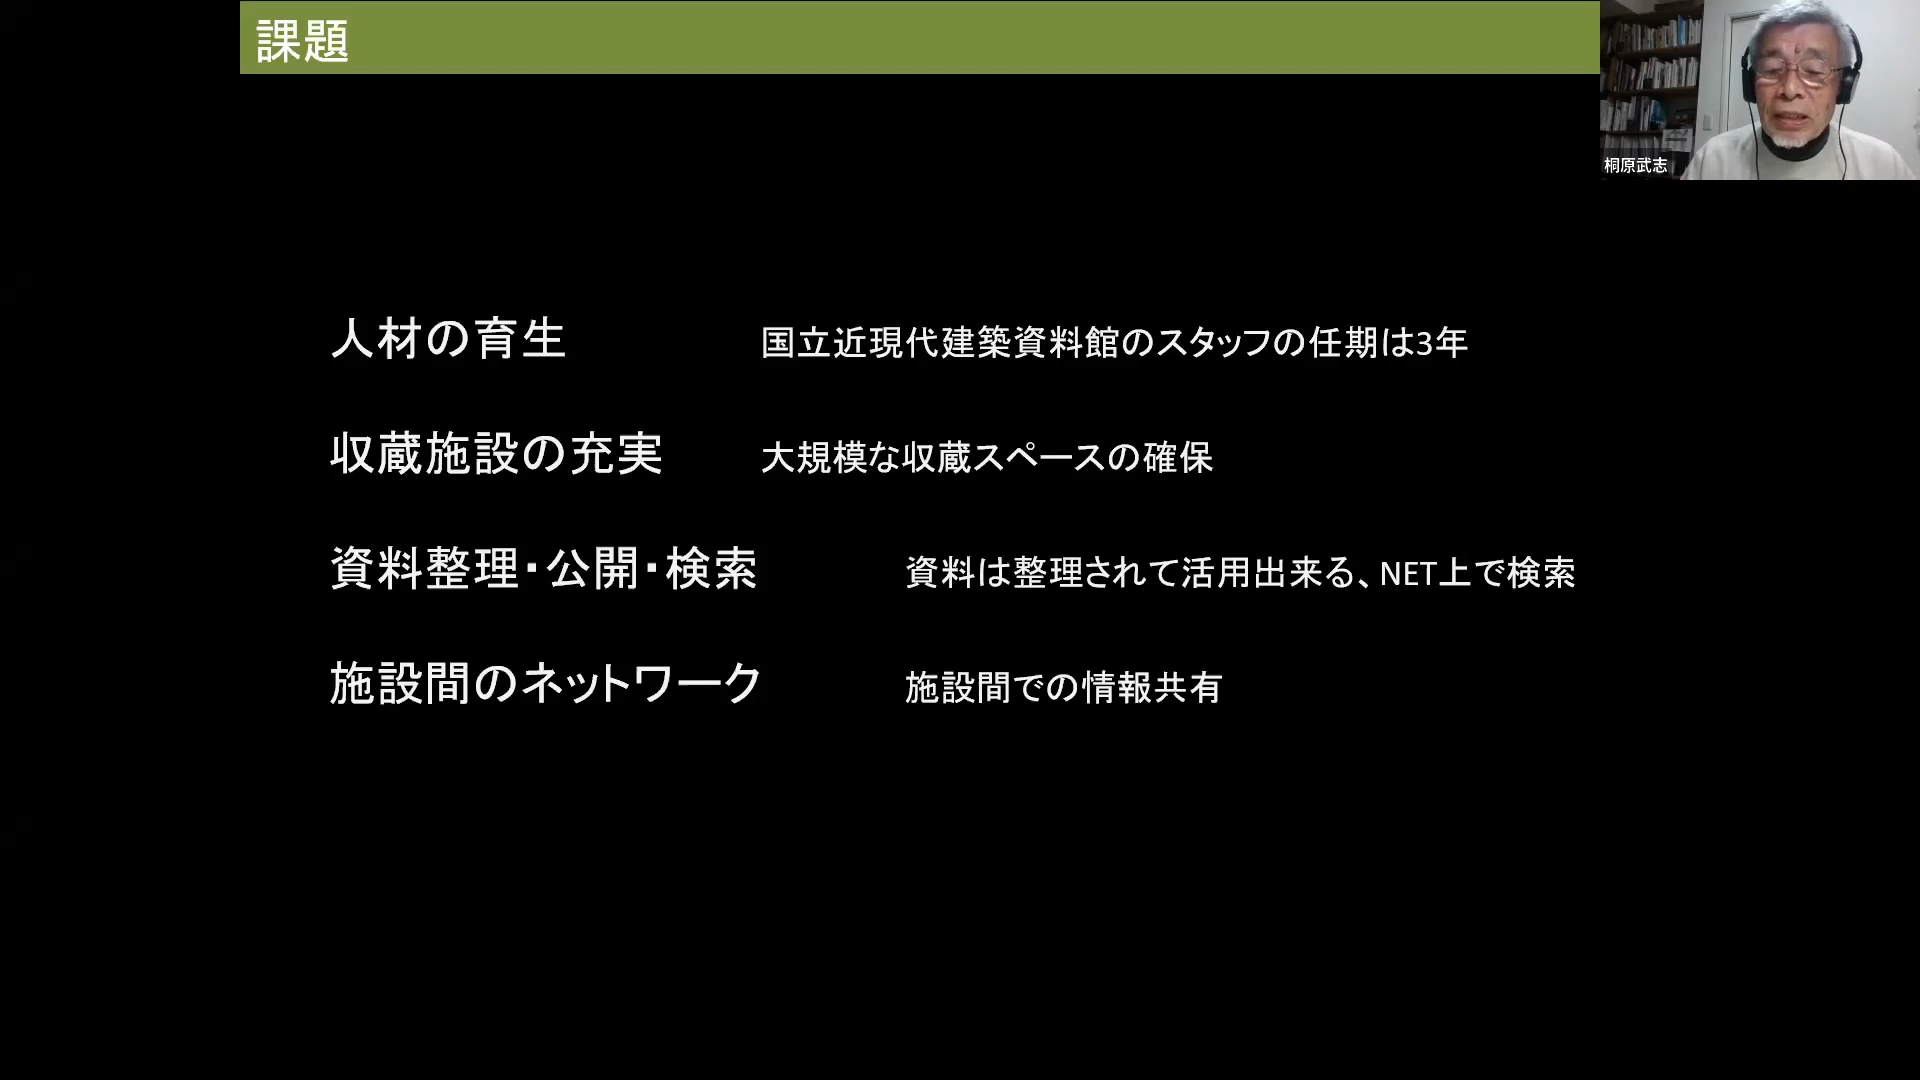 課題
桐原武志
人材の育生 国立近現代建築資料館のスタッフの任期は3年
収蔵施設の充実 大規模な収蔵スペースの確保
資料整理・公開・検索 資料は整理されて活用出来る、NET上で検索
施設間のネットワーク 施設間での情報共有